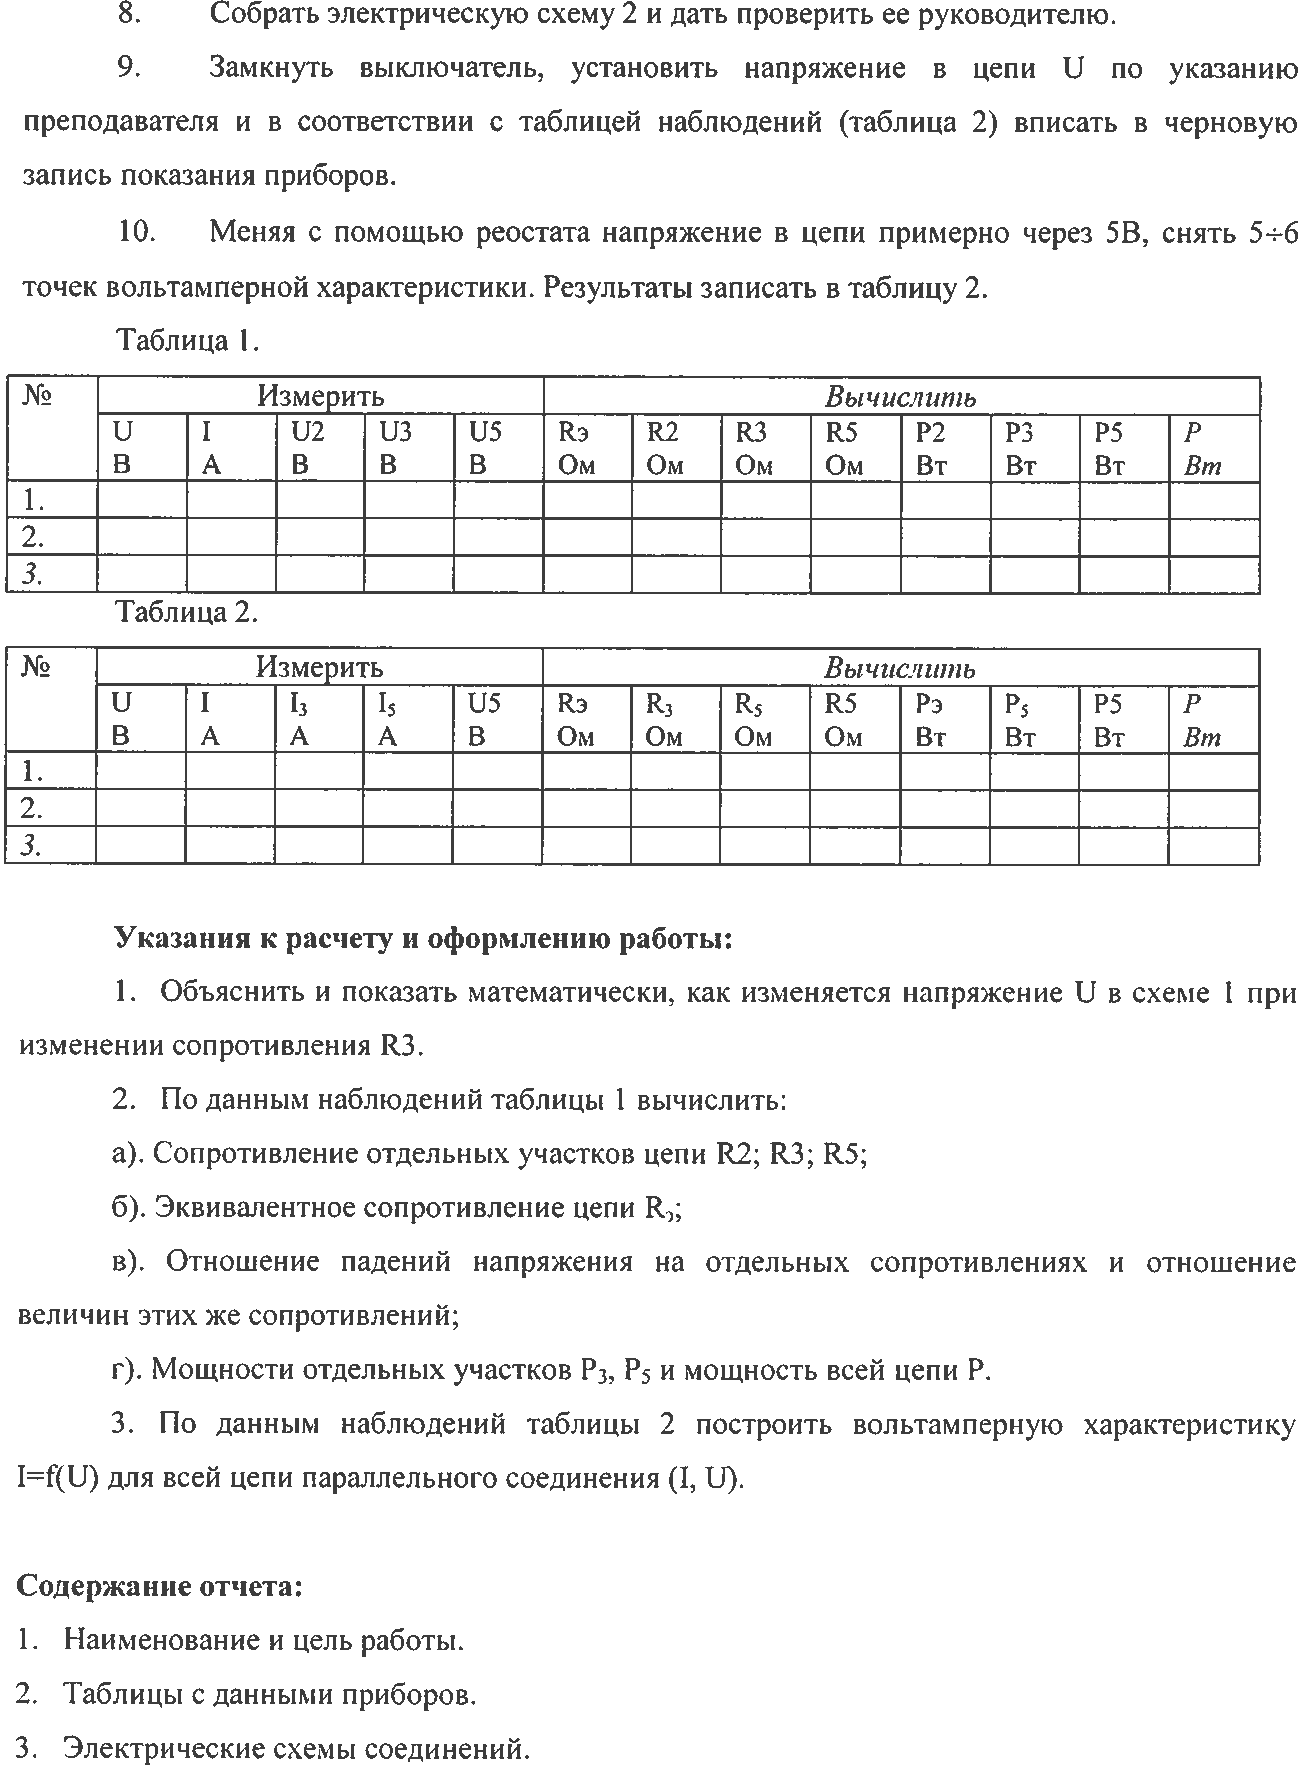 8. Собрать электрическую схему 2 и дать проверить ее руководителю.
9. Замкнуть выключатель, установить напряжение в цепи U по указанию
преподавателя и в соответствии с таблицей наблюдений (таблица 2) вписать в черновую
запись показания приборов.
10. Меняя с помощью реостата напряжение в цепи примерно через 5В, снять 5÷6
точек вольтамперной характеристики. Результаты записать в таблицу 2.
Таблица 1.
№ Измерить Вычислить
U I U2 U3 U5 Rэ R2 R3 R5 P2 P3 P5 P
В А В В В Ом Ом Ом Ом Вт Вт Вт Вт
1.
2.
3.
Таблица 2.
№ Измерить Вычислить
U I I₃ I₅ U5 Rэ R₃ R₅ R5 Pэ P₅ P5 P
В А А А В Ом Ом Ом Ом Вт Вт Вт Вт
1.
2.
3.
Указания к расчету и оформлению работы:
1. Объяснить и показать математически, как изменяется напряжение U в схеме 1 при
изменении сопротивления R3.
2. По данным наблюдений таблицы 1 вычислить:
а). Сопротивление отдельных участков цепи R2; R3; R5;
б). Эквивалентное сопротивление цепи Rэ;
в). Отношение падений напряжения на отдельных сопротивлениях и отношение
величин этих же сопротивлений;
г). Мощности отдельных участков P₃, P₅ и мощность всей цепи P.
3. По данным наблюдений таблицы 2 построить вольтамперную характеристику
I=f(U) для всей цепи параллельного соединения (I, U).
Содержание отчета:
1. Наименование и цель работы.
2. Таблицы с данными приборов.
3. Электрические схемы соединений.